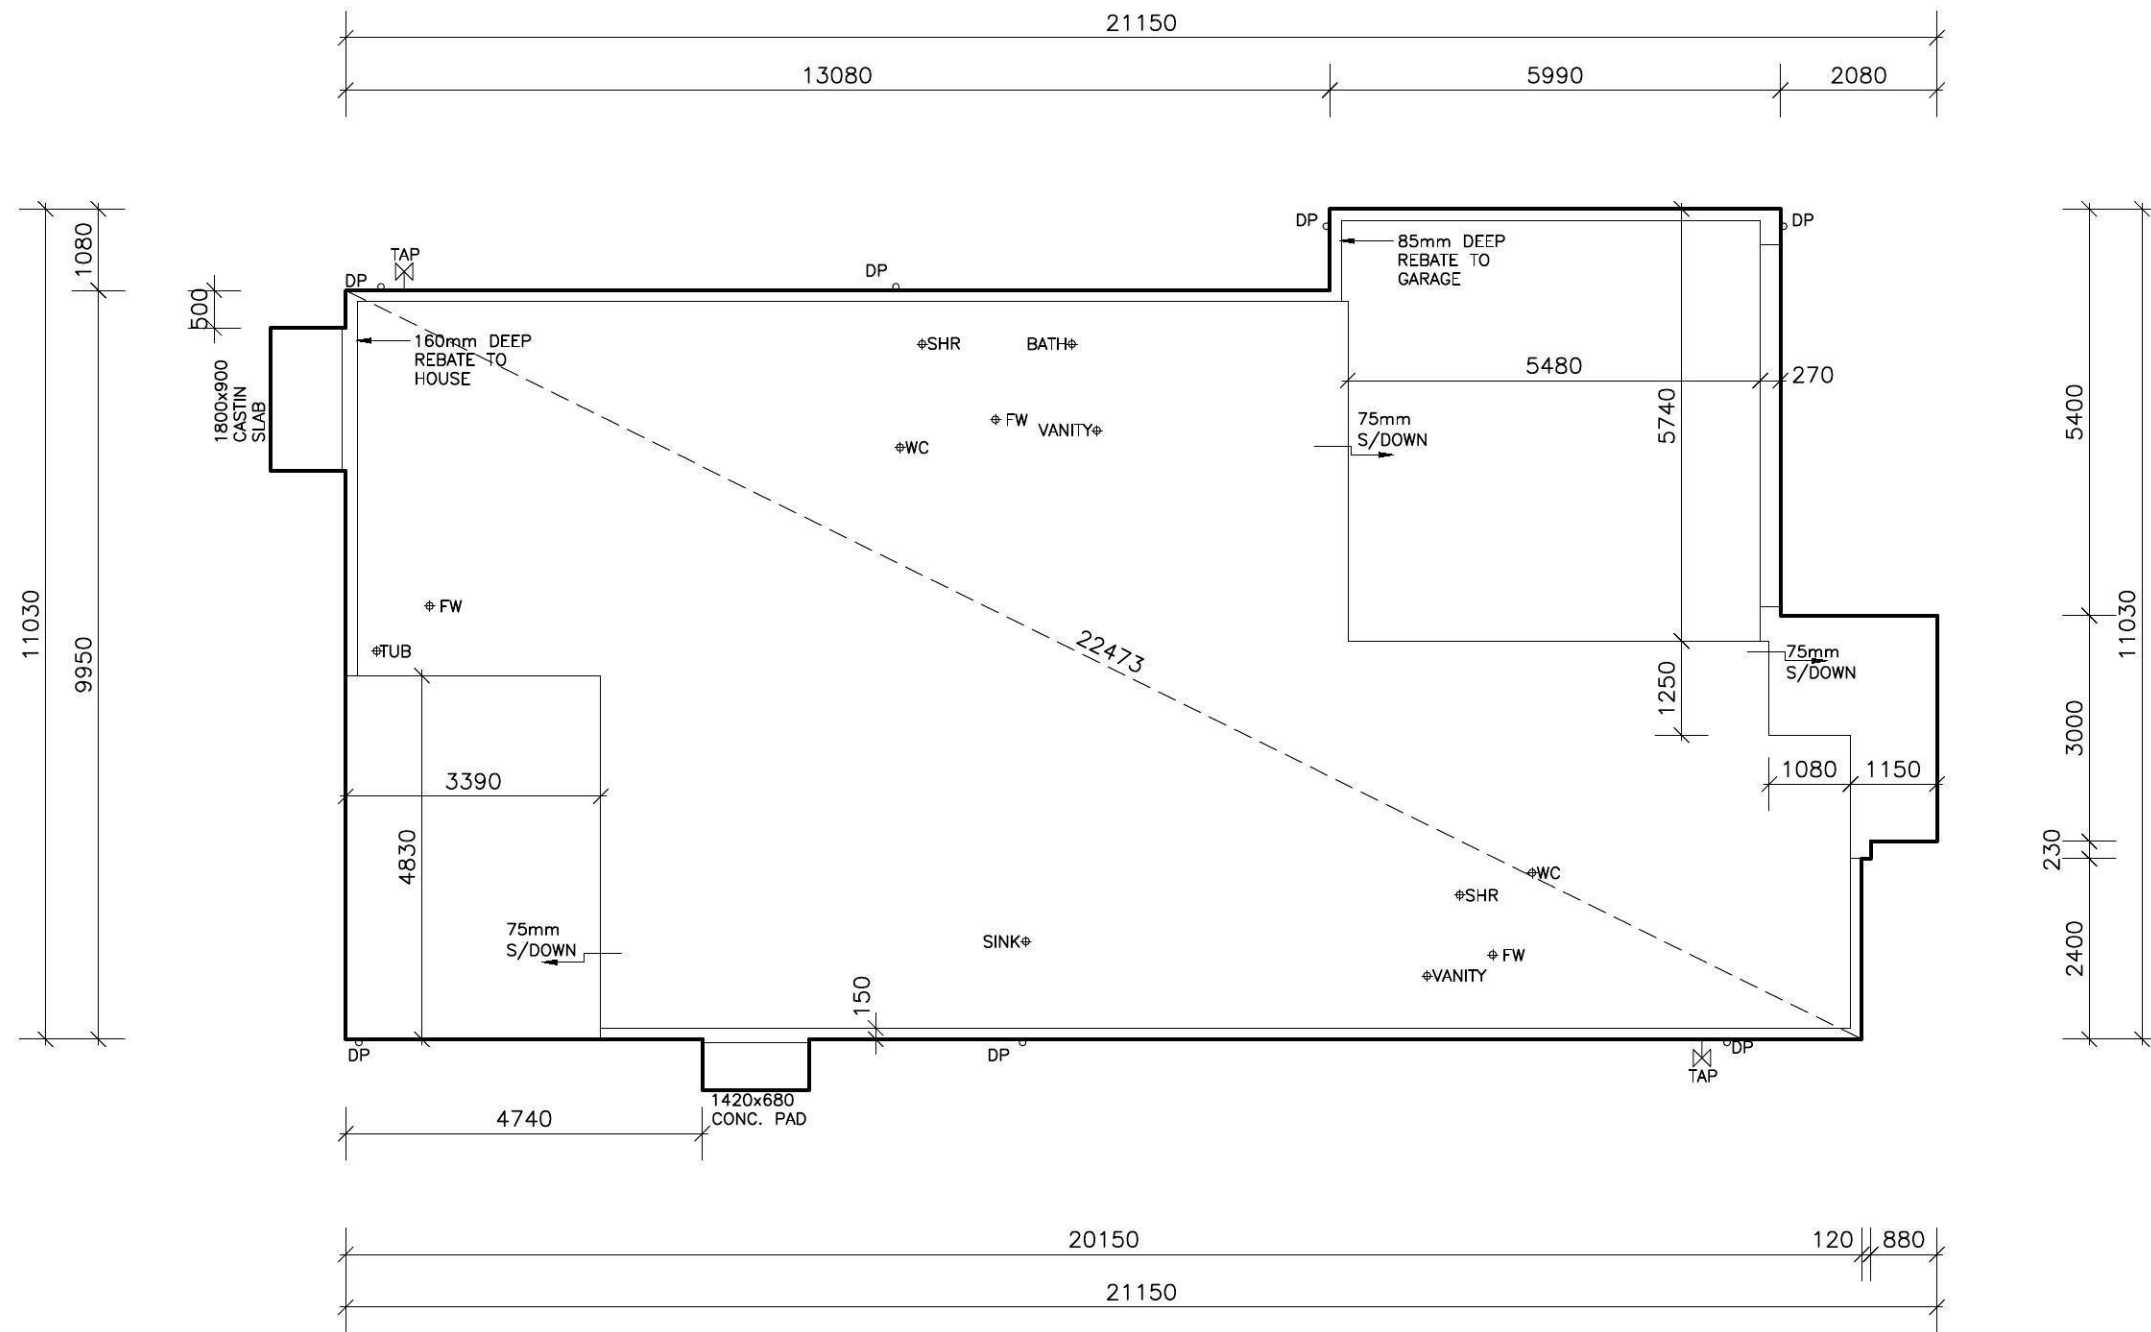 21150
13080
5990
2080
1080
TAP
DP
DP
DP
DP
500
85mm DEEP
REBATE TO
GARAGE
160mm DEEP
REBATE TO
HOUSE
SHR
BATH
5480
270
1800x900
CASTIN
SLAB
FW
VANITY
WC
75mm
S/DOWN
5740
5400
11030
9950
FW
TUB
22473
75mm
S/DOWN
1250
11030
3000
3390
1080
1150
4830
230
WC
SHR
75mm
S/DOWN
SINK
FW
VANITY
2400
150
DP
DP
DP
TAP
1420x680
CONC. PAD
4740
20150
120
880
21150